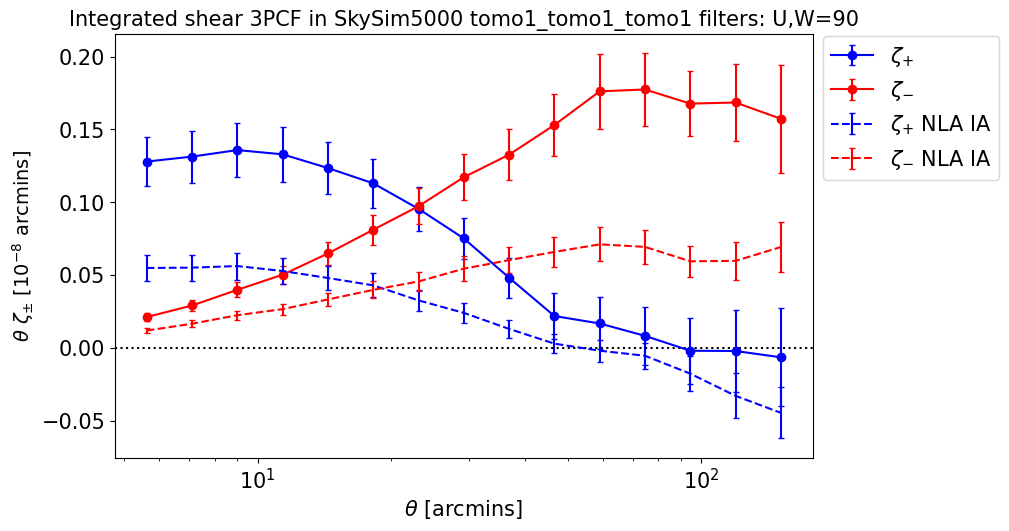 Integrated shear 3PCF in SkySim5000 tomo1_tomo1_tomo1 filters: U,W=90
θ ζ± [10⁻⁸ arcmins]
0.20
0.15
0.10
0.05
0.00
−0.05
10¹
10²
θ [arcmins]
ζ₊
ζ₋
ζ₊ NLA IA
ζ₋ NLA IA